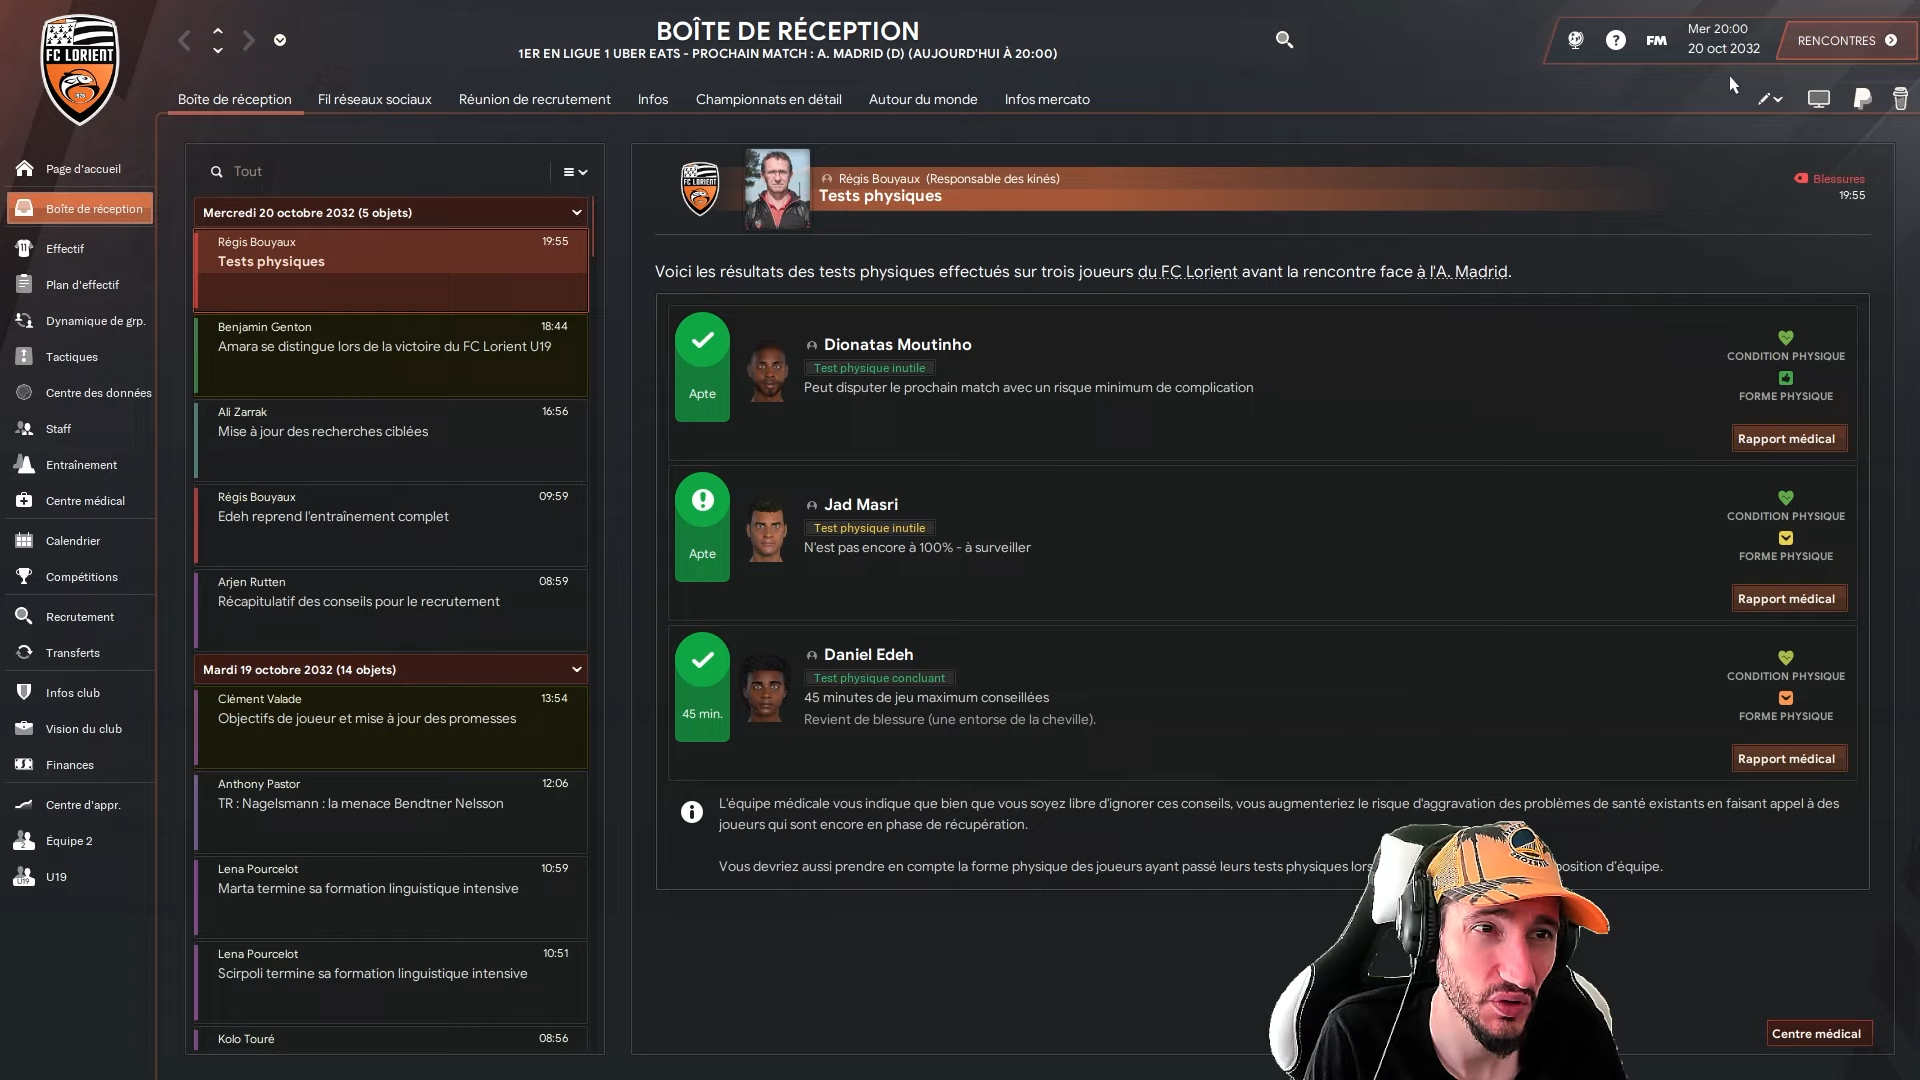 FC LORIENT
BOÎTE DE RÉCEPTION
1ER EN LIGUE 1 UBER EATS - PROCHAIN MATCH : A. MADRID (D) (AUJOURD'HUI À 20:00)
FM
Mer 20:00
20 oct 2032
RENCONTRES
Boîte de réception
Fil réseaux sociaux
Réunion de recrutement
Infos
Championnats en détail
Autour du monde
Infos mercato
Page d'accueil
Boîte de réception
Effectif
Plan d'effectif
Dynamique de grp.
Tactiques
Centre des données
Staff
Entraînement
Centre médical
Calendrier
Compétitions
Recrutement
Transferts
Infos club
Vision du club
Finances
Centre d'appr.
Équipe 2
U19
Tout
Mercredi 20 octobre 2032 (5 objets)
Régis Bouyaux 19:55
Tests physiques
Benjamin Genton 18:44
Amara se distingue lors de la victoire du FC Lorient U19
Ali Zarrak 16:56
Mise à jour des recherches ciblées
Régis Bouyaux 09:59
Edeh reprend l'entraînement complet
Arjen Rutten 08:59
Récapitulatif des conseils pour le recrutement
Mardi 19 octobre 2032 (14 objets)
Clément Valade 13:54
Objectifs de joueur et mise à jour des promesses
Anthony Pastor 12:06
TR : Nagelsmann : la menace Bendtner Nelsson
Lena Pourcelot 10:59
Marta termine sa formation linguistique intensive
Lena Pourcelot 10:51
Scirpoli termine sa formation linguistique intensive
Kolo Touré 08:56
FC LORIENT
Régis Bouyaux (Responsable des kinés)
Tests physiques
Blessures
19:55
Voici les résultats des tests physiques effectués sur trois joueurs du FC Lorient avant la rencontre face à l'A. Madrid.
Apte
Dionatas Moutinho
Test physique inutile
Peut disputer le prochain match avec un risque minimum de complication
CONDITION PHYSIQUE
FORME PHYSIQUE
Rapport médical
Apte
Jad Masri
Test physique inutile
N'est pas encore à 100% - à surveiller
CONDITION PHYSIQUE
FORME PHYSIQUE
Rapport médical
45 min.
Daniel Edeh
Test physique concluant
45 minutes de jeu maximum conseillées
Revient de blessure (une entorse de la cheville).
CONDITION PHYSIQUE
FORME PHYSIQUE
Rapport médical
L'équipe médicale vous indique que bien que vous soyez libre d'ignorer ces conseils, vous augmenteriez le risque d'aggravation des problèmes de santé existants en faisant appel à des
joueurs qui sont encore en phase de récupération.
Vous devriez aussi prendre en compte la forme physique des joueurs ayant passé leurs tests physiques lors position d'équipe.
Centre médical